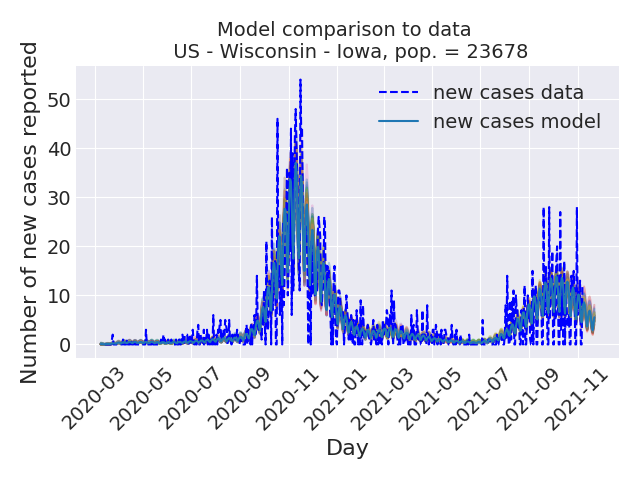 Model comparison to data
US - Wisconsin - Iowa, pop. = 23678
Number of new cases reported
50
40
30
20
10
0
new cases data
new cases model
2020-03
2020-05
2020-07
2020-09
2020-11
2021-01
2021-03
2021-05
2021-07
2021-09
2021-11
Day